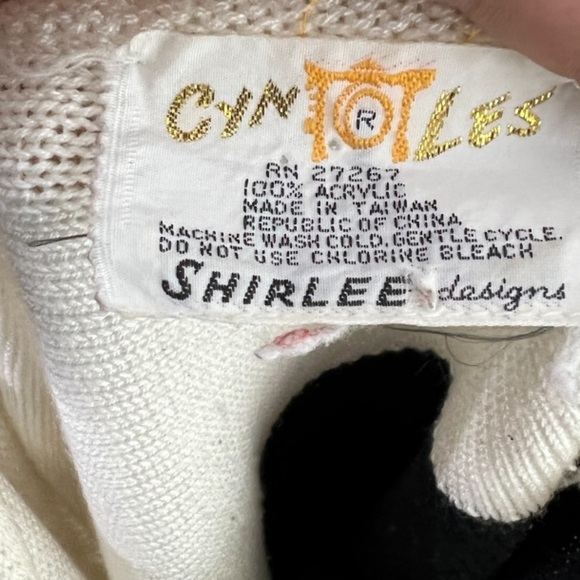 CYN LES
R
RN 27267
100% ACRYLIC
MADE IN TAIWAN
REPUBLIC OF CHINA
MACHINE WASH COLD, GENTLE CYCLE.
DO NOT USE CHLORINE BLEACH
SHIRLEE designs